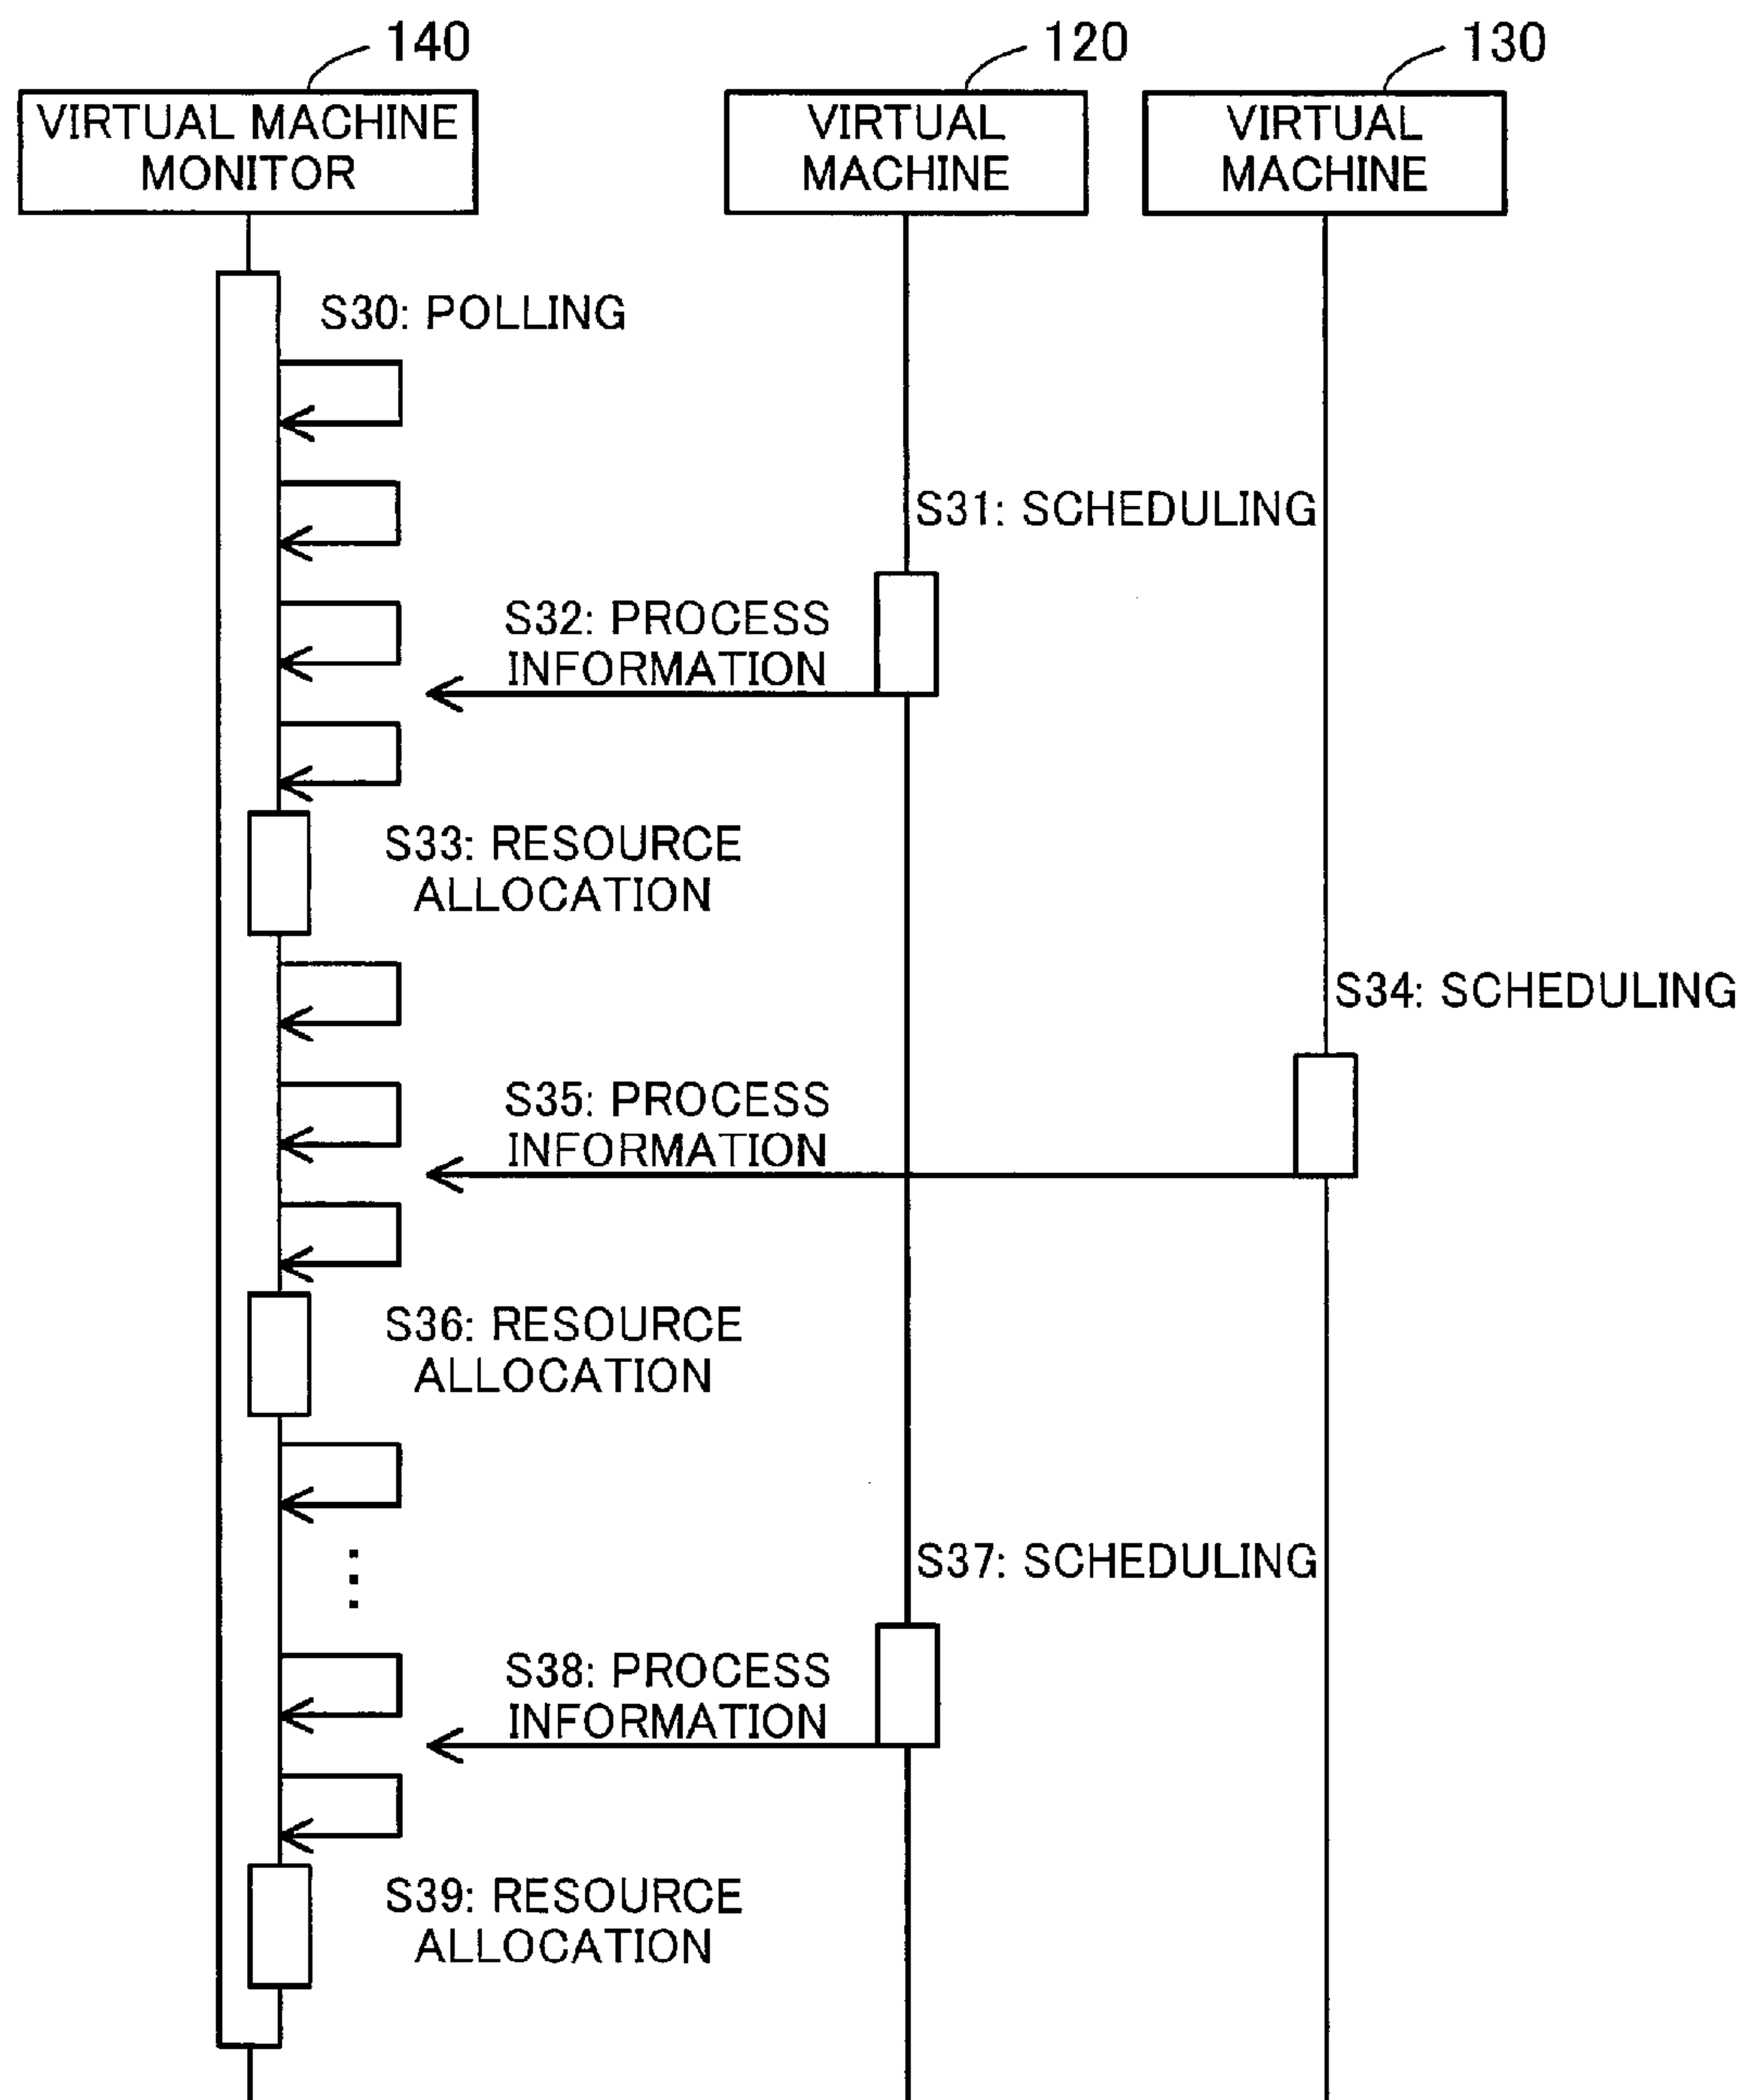 140
120
130
VIRTUAL MACHINE
MONITOR
VIRTUAL
MACHINE
VIRTUAL
MACHINE
S30: POLLING
S31: SCHEDULING
S32: PROCESS
INFORMATION
S33: RESOURCE
ALLOCATION
S34: SCHEDULING
S35: PROCESS
INFORMATION
S36: RESOURCE
ALLOCATION
S37: SCHEDULING
S38: PROCESS
INFORMATION
S39: RESOURCE
ALLOCATION